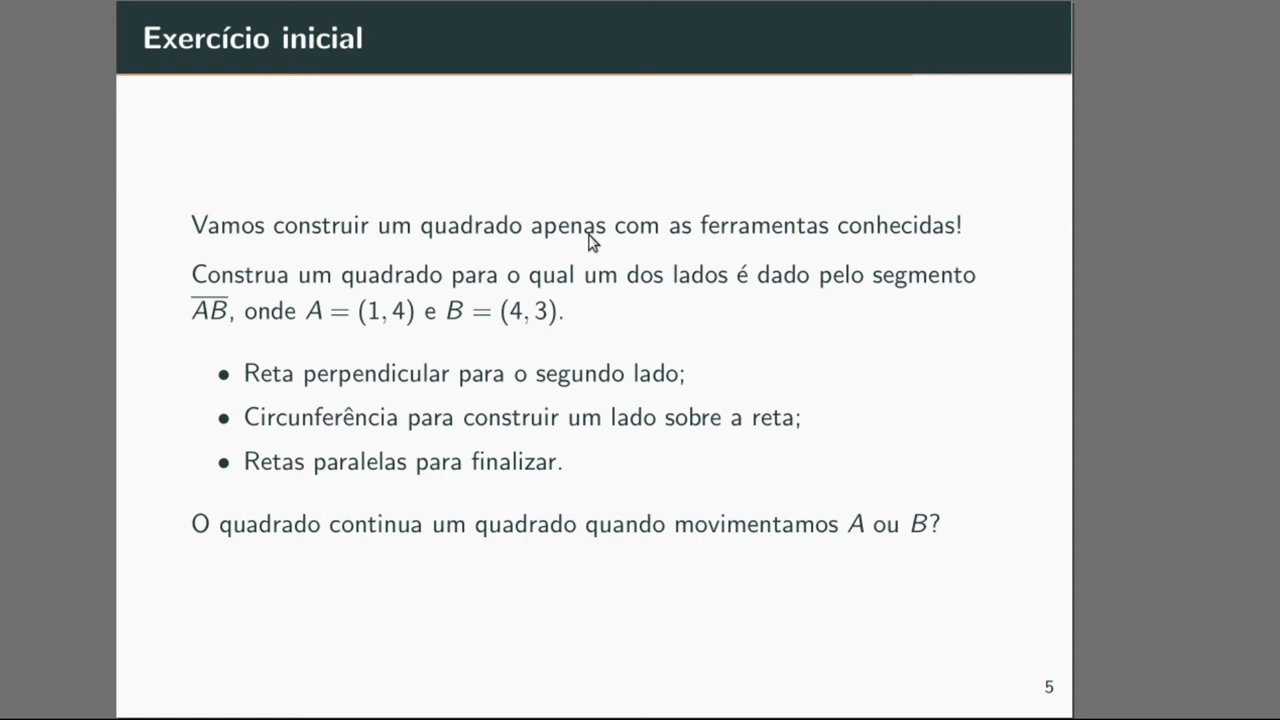 Exercício inicial
Vamos construir um quadrado apenas com as ferramentas conhecidas!
Construa um quadrado para o qual um dos lados é dado pelo segmento
A̅B̅, onde A = (1, 4) e B = (4, 3).
• Reta perpendicular para o segundo lado;
• Circunferência para construir um lado sobre a reta;
• Retas paralelas para finalizar.
O quadrado continua um quadrado quando movimentamos A ou B?
5